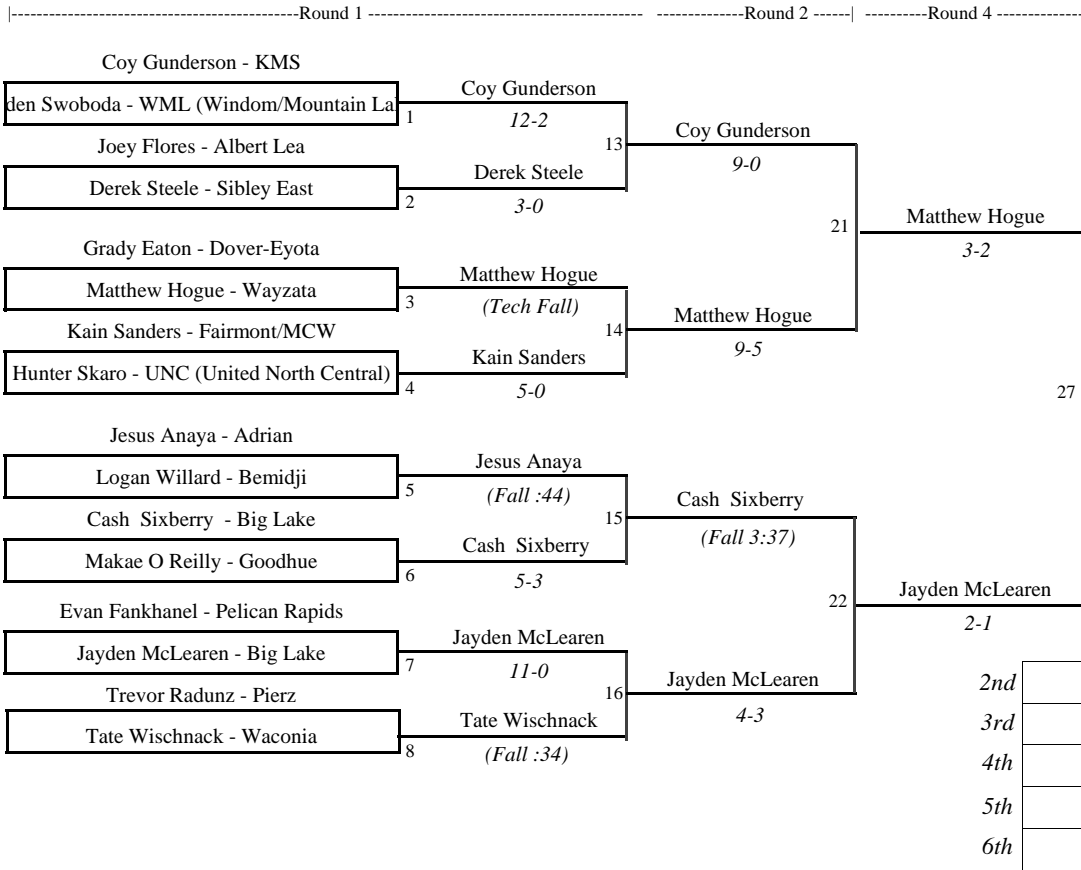 |---------------------------------------------Round 1 ------------------------------------------- --------------Round 2 ------| ----------Round 4 --------------
Coy Gunderson - KMS
den Swoboda - WML (Windom/Mountain La
1
Coy Gunderson
12-2
Joey Flores - Albert Lea
Derek Steele - Sibley East
2
Derek Steele
3-0
13
Coy Gunderson
9-0
Grady Eaton - Dover-Eyota
Matthew Hogue - Wayzata
3
Matthew Hogue
(Tech Fall)
Kain Sanders - Fairmont/MCW
Hunter Skaro - UNC (United North Central)
4
Kain Sanders
5-0
14
Matthew Hogue
9-5
21
Matthew Hogue
3-2
27
Jesus Anaya - Adrian
Logan Willard - Bemidji
5
Jesus Anaya
(Fall :44)
Cash  Sixberry  - Big Lake
Makae O Reilly - Goodhue
6
Cash  Sixberry
5-3
15
Cash  Sixberry
(Fall 3:37)
Evan Fankhanel - Pelican Rapids
Jayden McLearen - Big Lake
7
Jayden McLearen
11-0
Trevor Radunz - Pierz
Tate Wischnack - Waconia
8
Tate Wischnack
(Fall :34)
16
Jayden McLearen
4-3
22
Jayden McLearen
2-1
2nd
3rd
4th
5th
6th